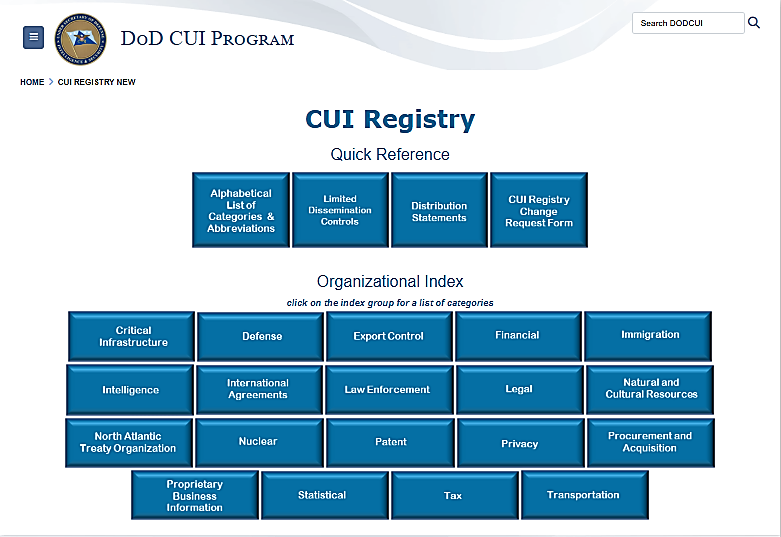 DoD CUI Program
Search DODCUI
HOME > CUI REGISTRY NEW
CUI Registry
Quick Reference
Alphabetical
List of
Categories &
Abbreviations
Limited
Dissemination
Controls
Distribution
Statements
CUI Registry
Change
Request Form
Organizational Index
click on the index group for a list of categories
Critical
Infrastructure
Defense
Export Control
Financial
Immigration
Intelligence
International
Agreements
Law Enforcement
Legal
Natural and
Cultural Resources
North Atlantic
Treaty Organization
Nuclear
Patent
Privacy
Procurement and
Acquisition
Proprietary
Business
Information
Statistical
Tax
Transportation